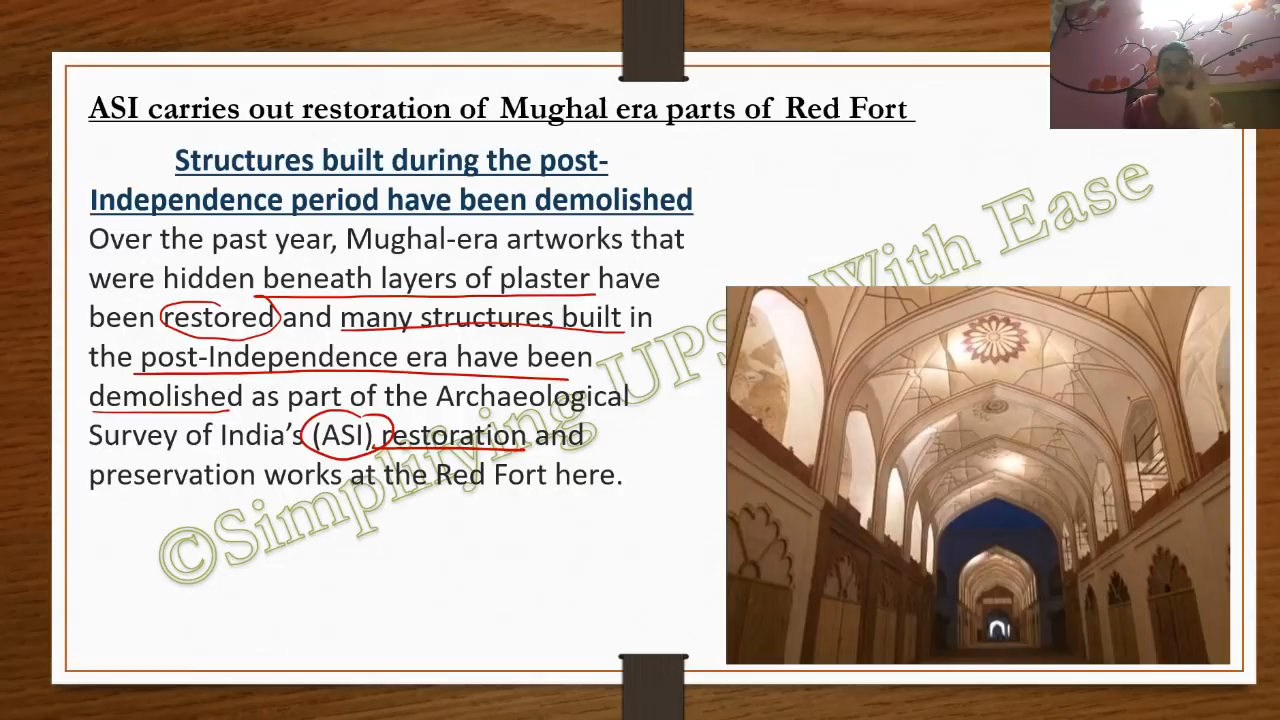 ASI carries out restoration of Mughal era parts of Red Fort
Structures built during the post-
Independence period have been demolished
Over the past year, Mughal-era artworks that
were hidden beneath layers of plaster have
been restored and many structures built in
the post-Independence era have been
demolished as part of the Archaeological
Survey of India’s (ASI) restoration and
preservation works at the Red Fort here.
©Simplifying UPSC With Ease